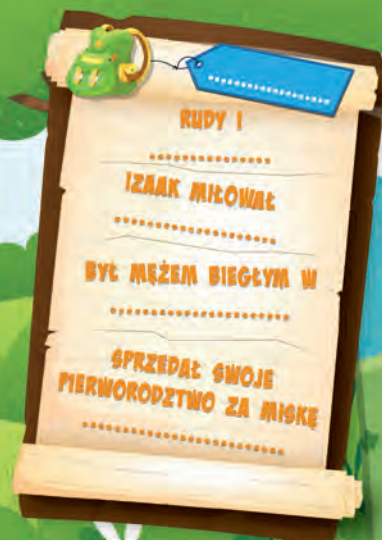 ....................
RUDY I
................
IZAAK MIŁOWAŁ
.....................
BYŁ MĘŻEM BIEGŁYM W
........................
SPRZEDAŁ SWOJE
PIERWORODZTWO ZA MISKĘ
...........................